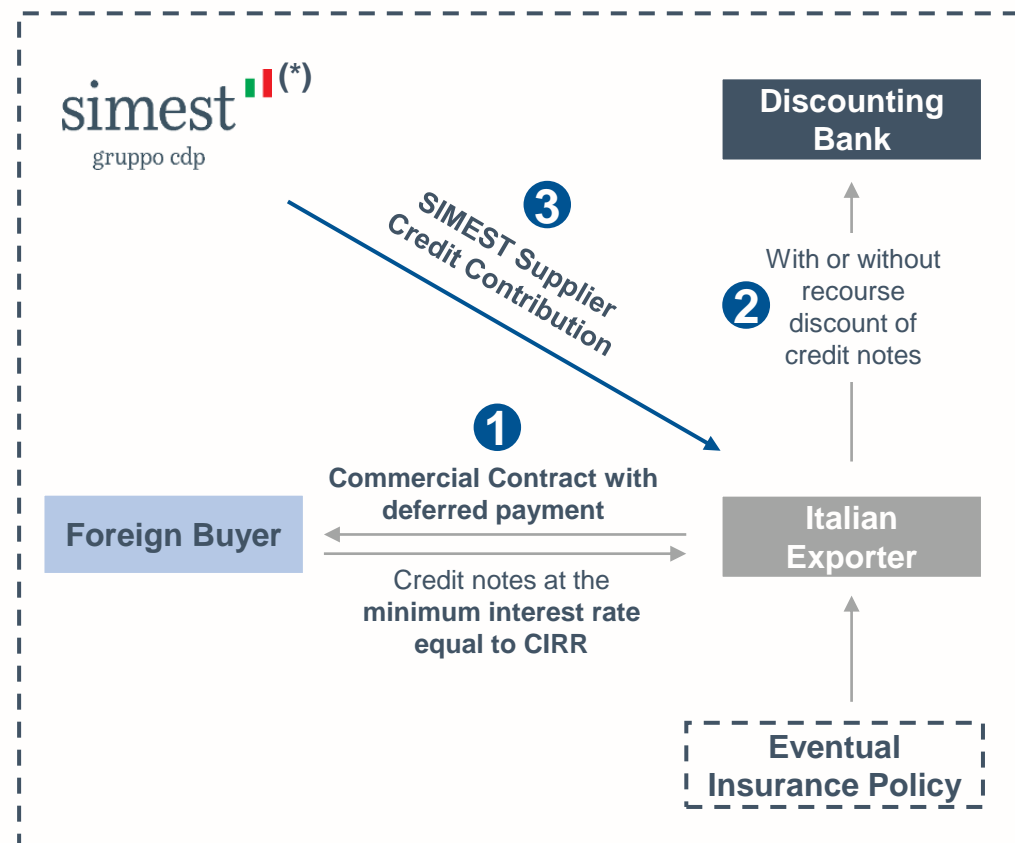 simest (*)
gruppo cdp
Discounting
Bank
3
SIMEST Supplier
Credit Contribution
With or without
recourse
2
discount of
credit notes
1
Commercial Contract with
deferred payment
Foreign Buyer
Italian
Exporter
Credit notes at the
minimum interest rate
equal to CIRR
Eventual
Insurance Policy